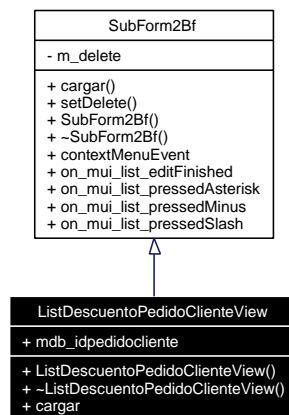 SubForm2Bf
- m_delete
+ cargar()
+ setDelete()
+ SubForm2Bf()
+ ~SubForm2Bf()
+ contextMenuEvent
+ on_mui_list_editFinished
+ on_mui_list_pressedAsterisk
+ on_mui_list_pressedMinus
+ on_mui_list_pressedSlash
ListDescuentoPedidoClienteView
+ mdb_idpedidocliente
+ ListDescuentoPedidoClienteView()
+ ~ListDescuentoPedidoClienteView()
+ cargar